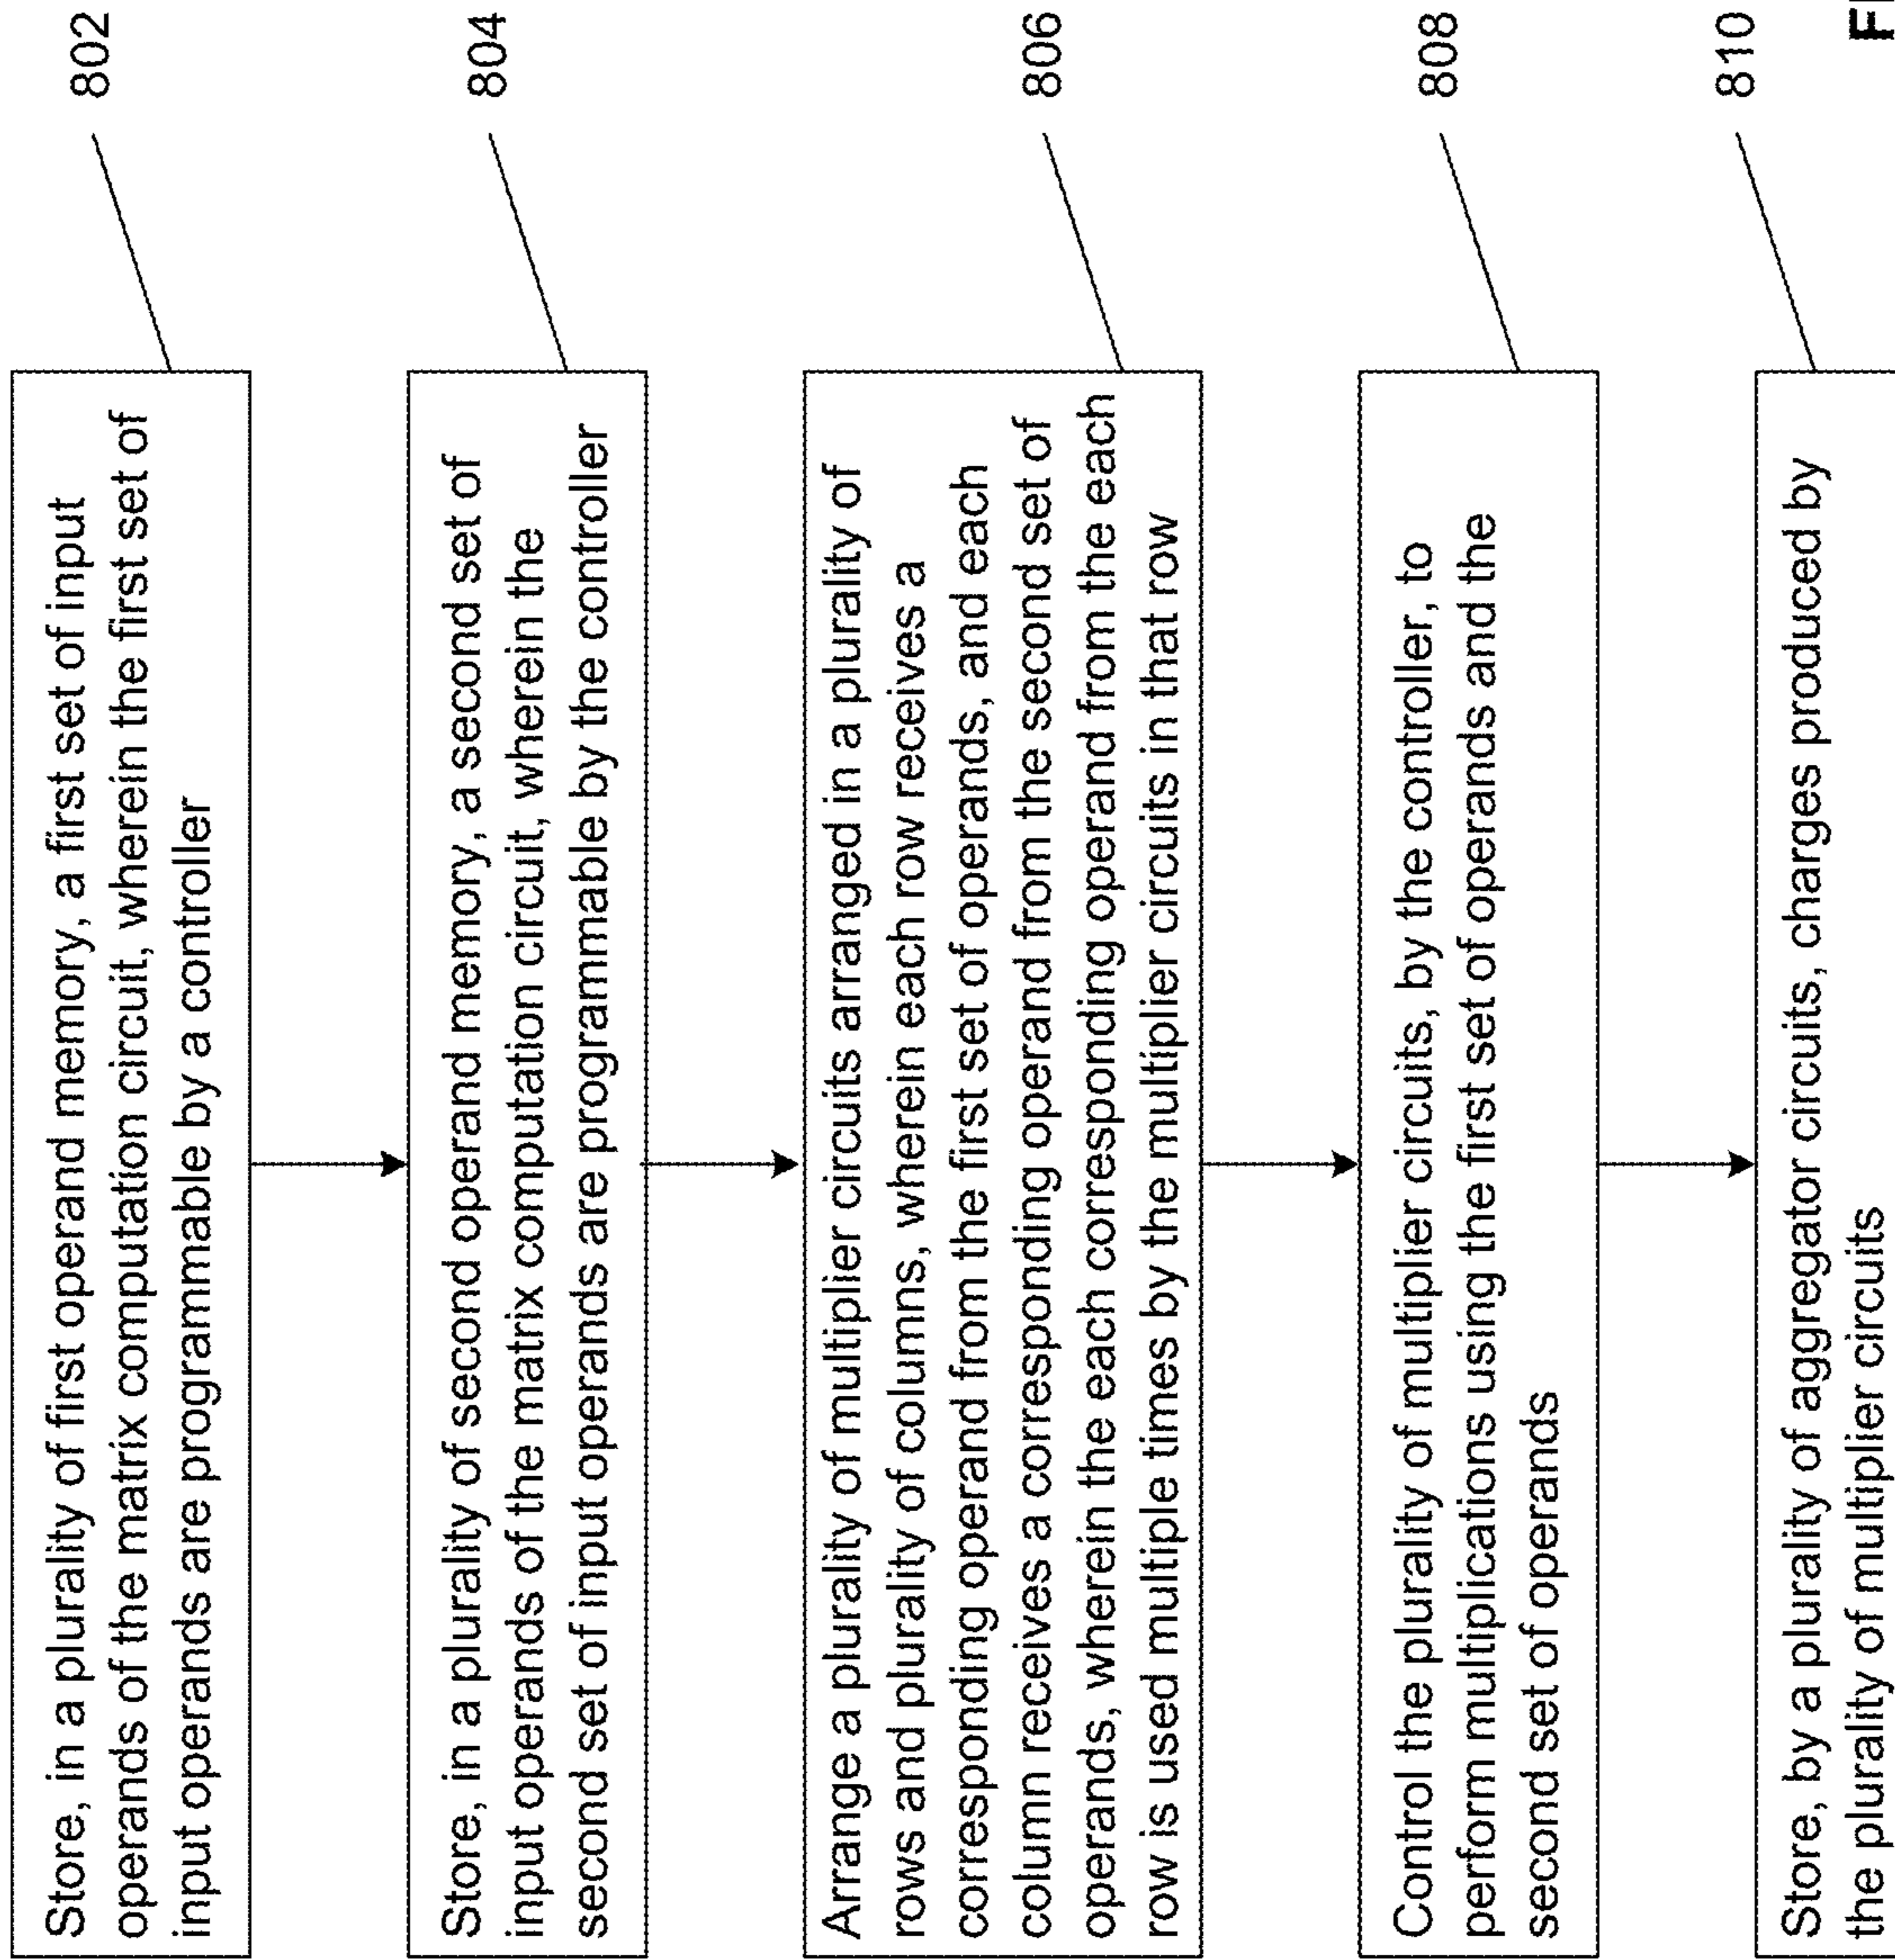 Store, in a plurality of first operand memory, a first set of input
operands of the matrix computation circuit, wherein the first set of
input operands are programmable by a controller
802
Store, in a plurality of second operand memory, a second set of
input operands of the matrix computation circuit, wherein the
second set of input operands are programmable by the controller
804
Arrange a plurality of multiplier circuits arranged in a plurality of
rows and plurality of columns, wherein each row receives a
corresponding operand from the first set of operands, and each
column receives a corresponding operand from the second set of
operands, wherein the each corresponding operand from the each
row is used multiple times by the multiplier circuits in that row
806
Control the plurality of multiplier circuits, by the controller, to
perform multiplications using the first set of operands and the
second set of operands
808
Store, by a plurality of aggregator circuits, charges produced by
the plurality of multiplier circuits
810